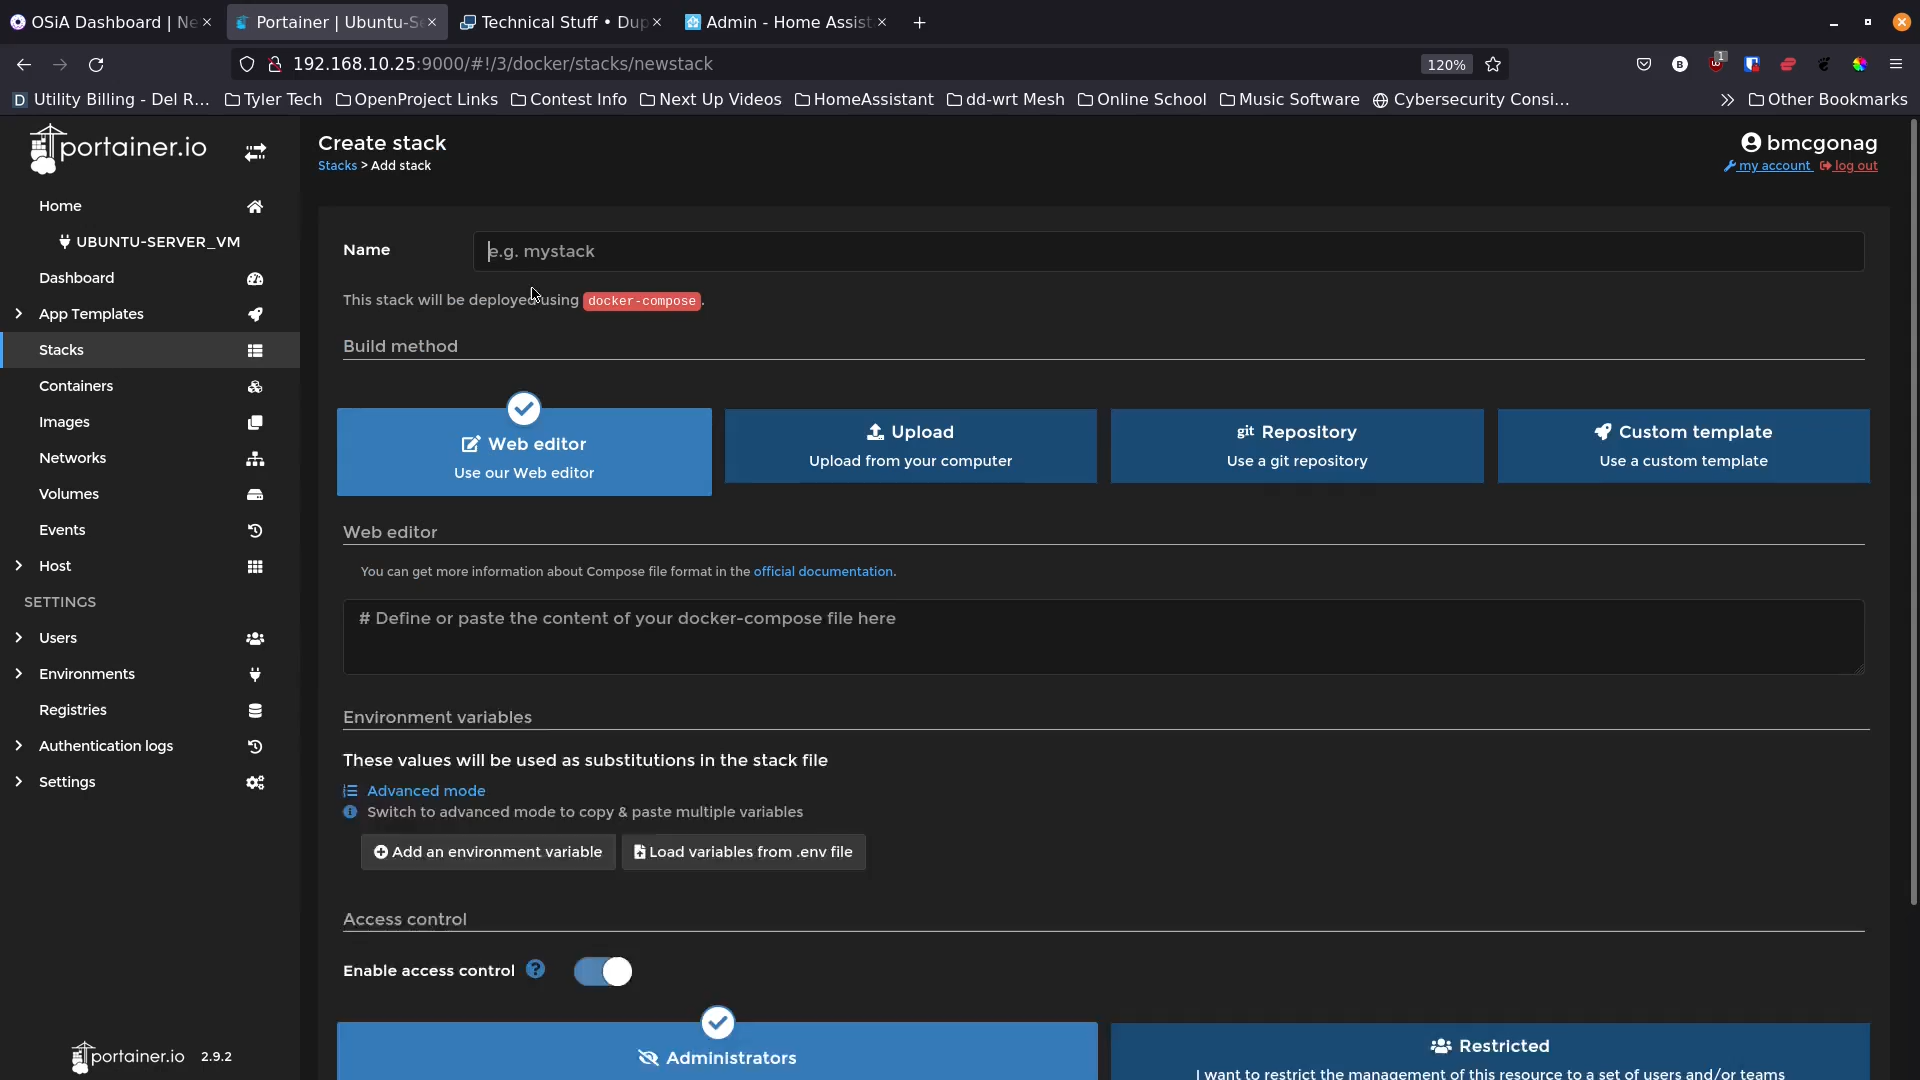 OSiA Dashboard | Ne
Portainer | Ubuntu-Se
Technical Stuff • Dup
Admin - Home Assist
192.168.10.25:9000/#!/3/docker/stacks/newstack
120%
1
Utility Billing - Del R...
Tyler Tech
OpenProject Links
Contest Info
Next Up Videos
HomeAssistant
dd-wrt Mesh
Online School
Music Software
Cybersecurity Consi...
Other Bookmarks
portainer.io
Home
UBUNTU-SERVER_VM
Dashboard
App Templates
Stacks
Containers
Images
Networks
Volumes
Events
Host
SETTINGS
Users
Environments
Registries
Authentication logs
Settings
portainer.io 2.9.2
Create stack
Stacks > Add stack
bmcgonag
my account log out
Name
e.g. mystack
This stack will be deployed using docker-compose.
Build method
Web editor
Use our Web editor
Upload
Upload from your computer
git Repository
Use a git repository
Custom template
Use a custom template
Web editor
You can get more information about Compose file format in the official documentation.
# Define or paste the content of your docker-compose file here
Environment variables
These values will be used as substitutions in the stack file
Advanced mode
Switch to advanced mode to copy & paste multiple variables
Add an environment variable
Load variables from .env file
Access control
Enable access control
Administrators
Restricted
I want to restrict the management of this resource to a set of users and/or teams